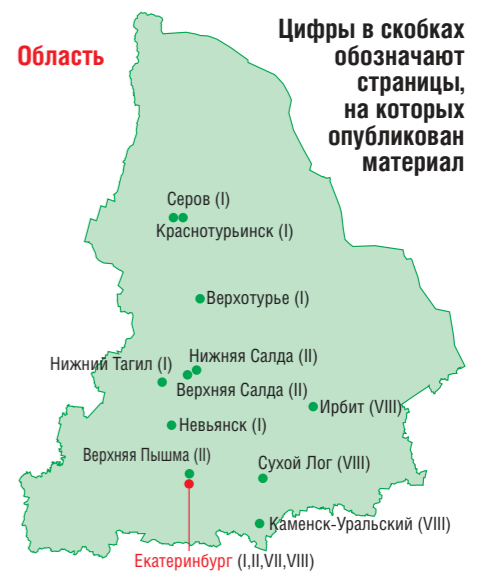 Область
Цифры в скобках
обозначают
страницы,
на которых
опубликован
материал
Серов (I)
Краснотурьинск (I)
Верхотурье (I)
Нижняя Салда (II)
Нижний Тагил (I)
Верхняя Салда (II)
Ирбит (VIII)
Невьянск (I)
Верхняя Пышма (II)
Сухой Лог (VIII)
Каменск-Уральский (VIII)
Екатеринбург (I,II,VII,VIII)